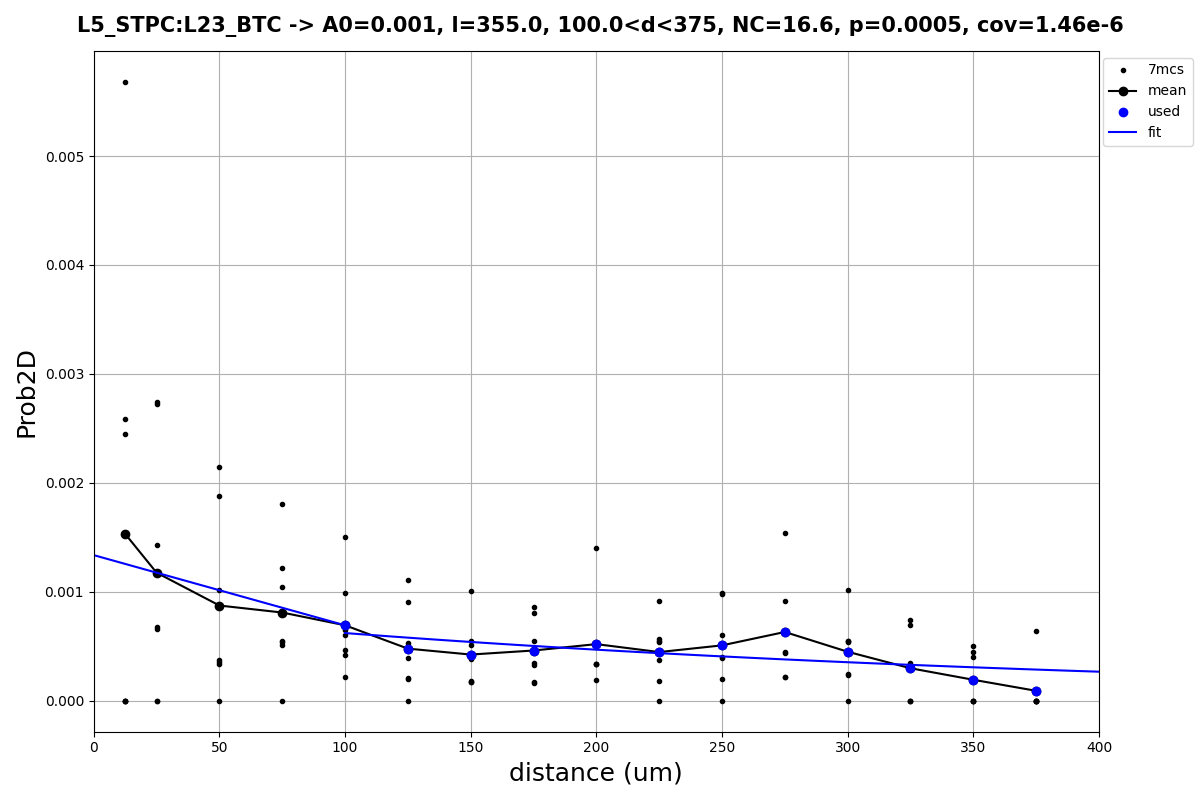 L5_STPC:L23_BTC -> A0=0.001, l=355.0, 100.0<d<375, NC=16.6, p=0.0005, cov=1.46e-6
7mcs
mean
used
fit
0.005
0.004
0.003
0.002
0.001
0.000
Prob2D
0 50 100 150 200 250 300 350 400
distance (um)